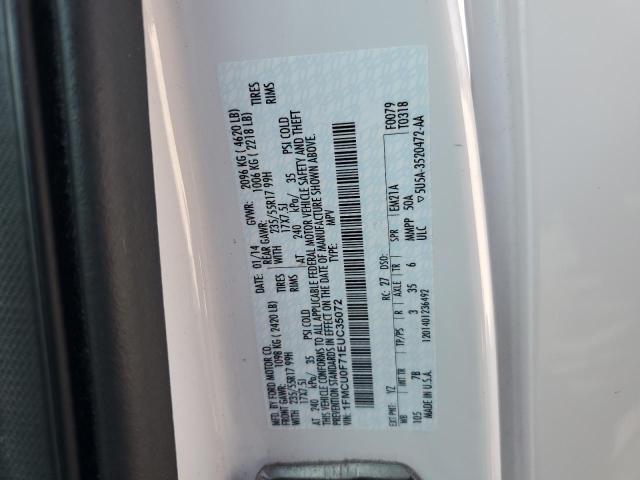 MFD. BY FORD MOTOR CO.
DATE: 01/14 GVWR: 2096 KG ( 4620 LB)
FRONT GAWR: 1098 KG ( 2420 LB) REAR GAWR: 1006 KG ( 2218 LB)
WITH 235/55R17 99H TIRES WITH 235/55R17 99H TIRES
17X7.5J RIMS 17X7.5J RIMS
AT 240 kPa/ 35 PSI COLD AT 240 kPa/ 35 PSI COLD
THIS VEHICLE CONFORMS TO ALL APPLICABLE FEDERAL MOTOR VEHICLE SAFETY AND THEFT
PREVENTION STANDARDS IN EFFECT ON THE DATE OF MANUFACTURE SHOWN ABOVE.
VIN: 1FMCU0F71EUC35072 TYPE: MPV
F0079
T0318
EXT PNT: YZ RC: 27 DSO:
WB INT TR TP/PS R AXLE TR SPR EM21A
105 7B 3 35 6 MMPP 50A
MADE IN U.S.A. ULC ▽ 5U5A-3520472-AA
1201401236492